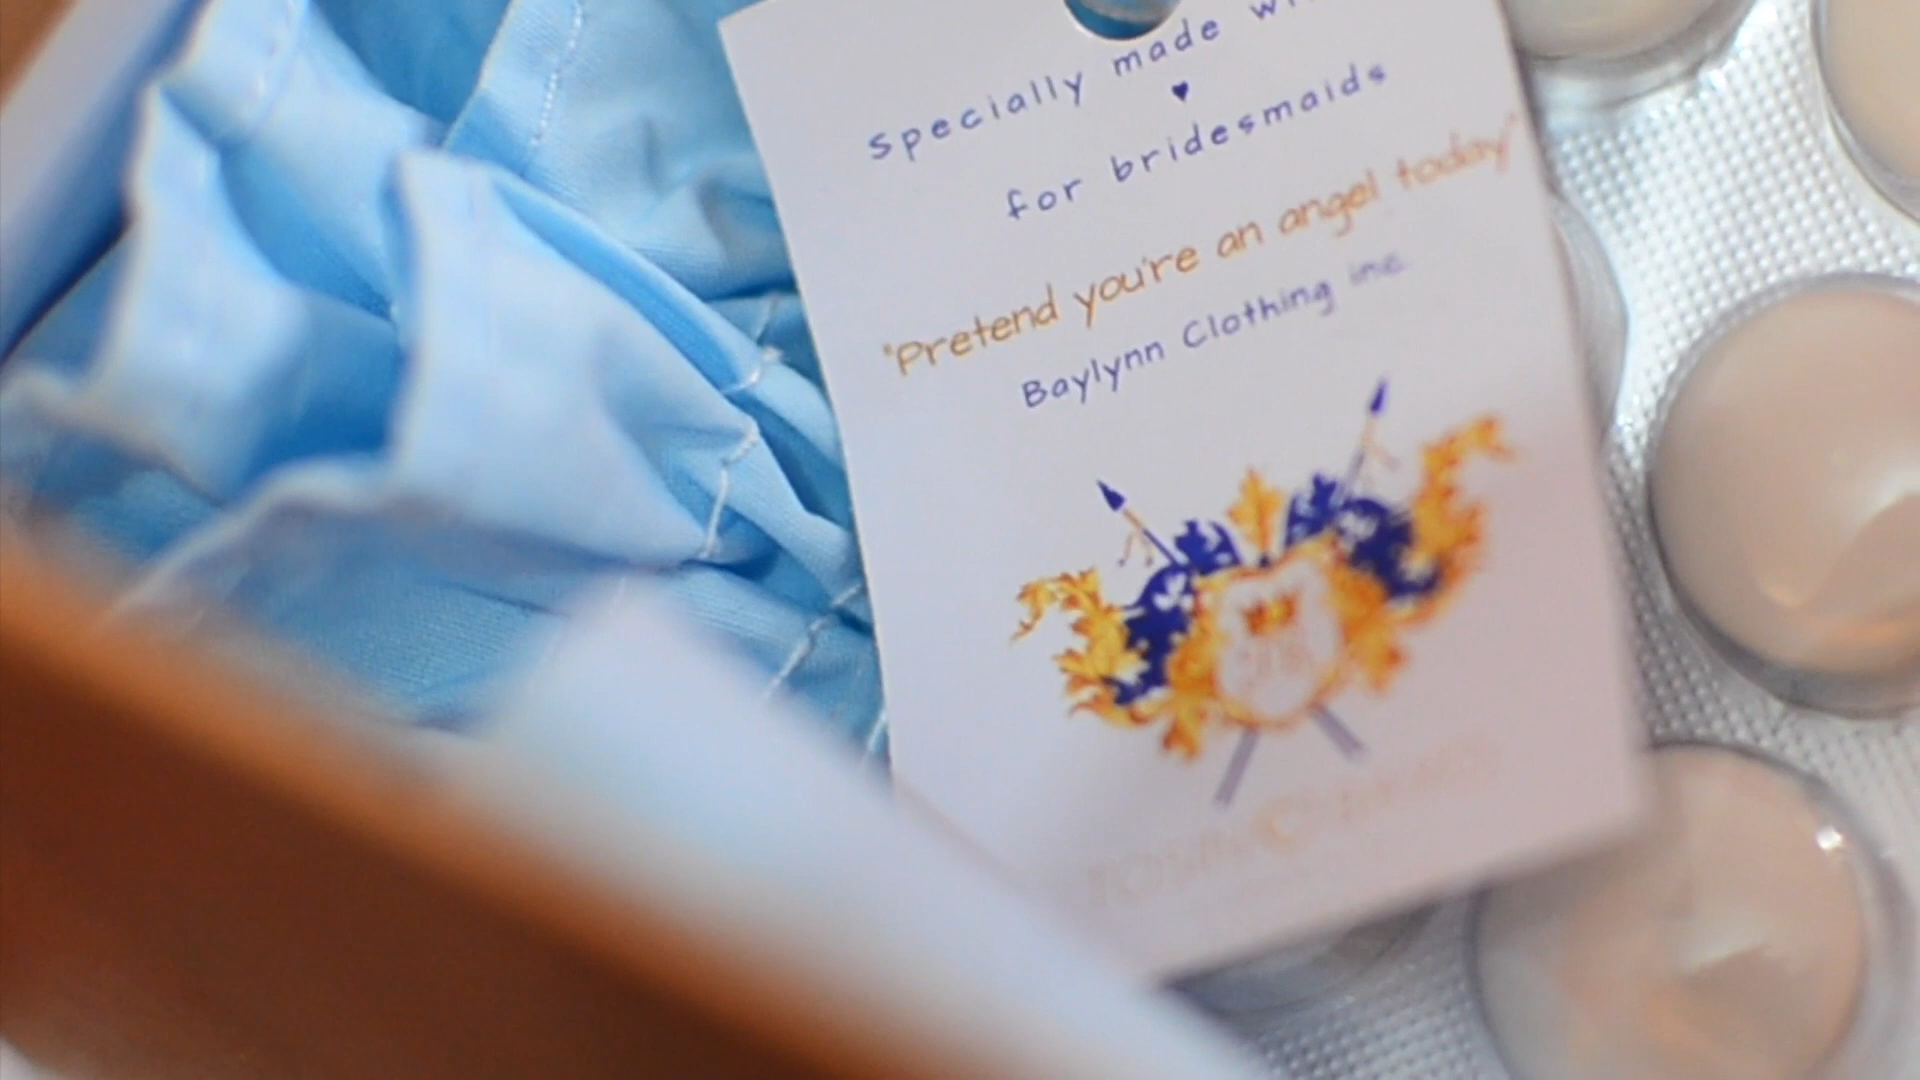 specially made
♥
for bridesmaids
"Pretend you're an angel today"
Baylynn Clothing inc